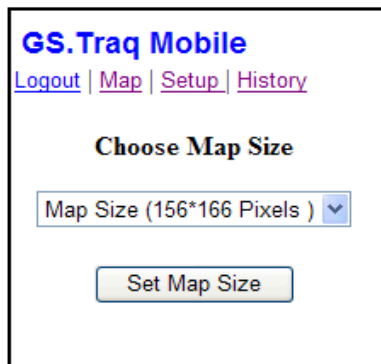 GS.Traq Mobile
Logout | Map | Setup | History
Choose Map Size
Map Size (156*166 Pixels )
Set Map Size